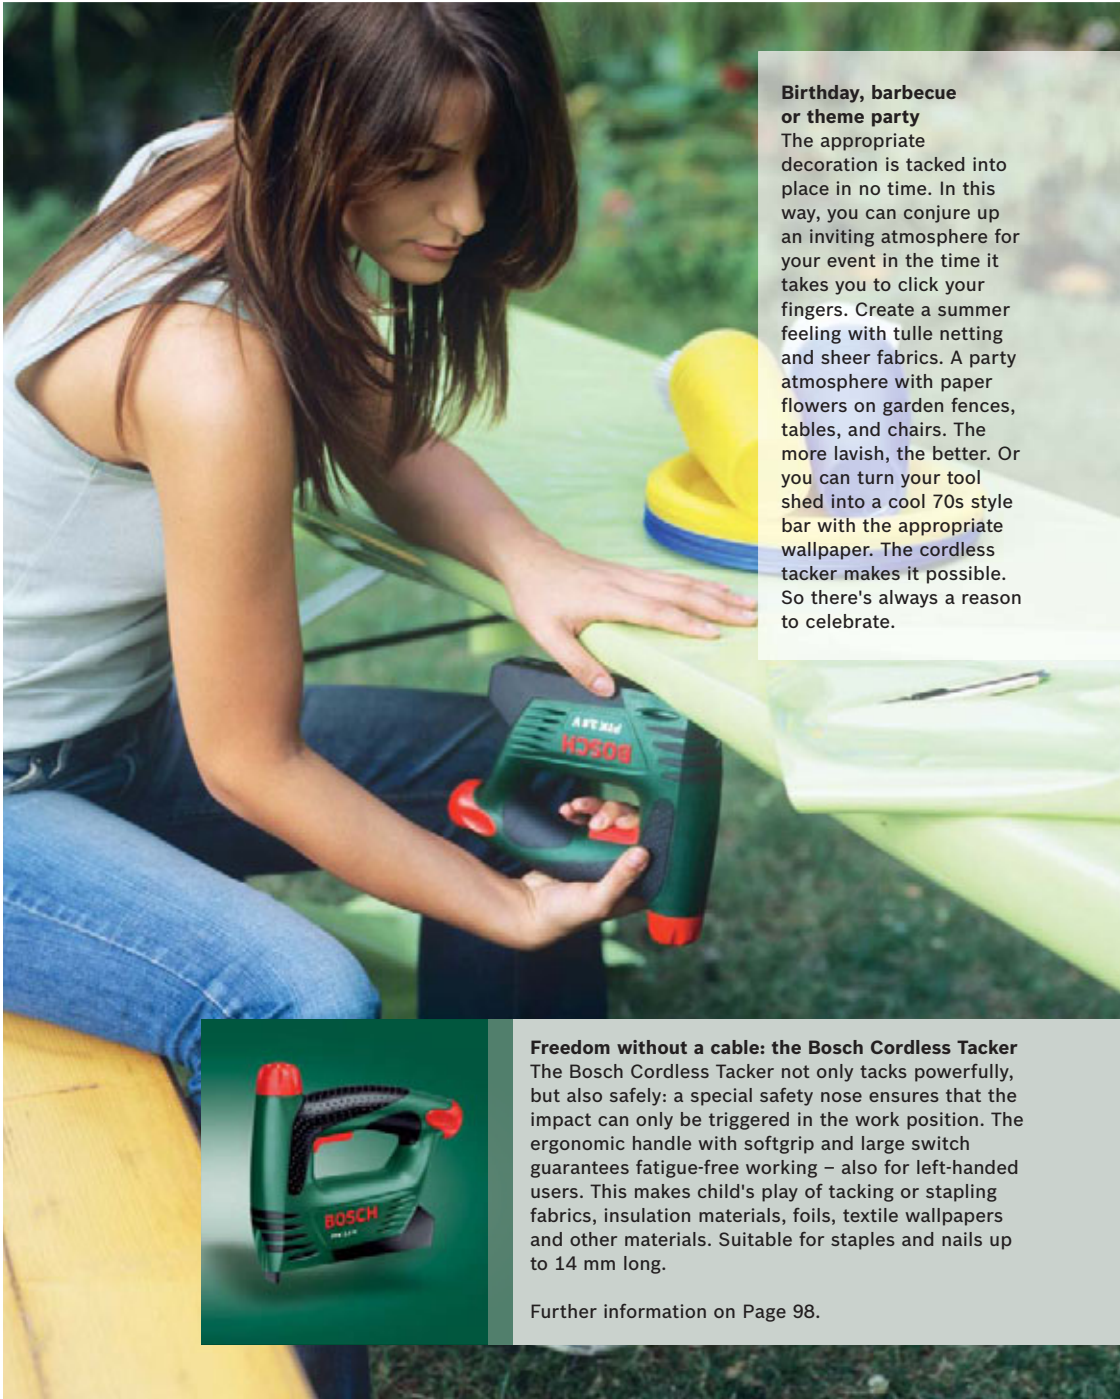 Birthday, barbecue
or theme party
The appropriate
decoration is tacked into
place in no time. In this
way, you can conjure up
an inviting atmosphere for
your event in the time it
takes you to click your
fingers. Create a summer
feeling with tulle netting
and sheer fabrics. A party
atmosphere with paper
flowers on garden fences,
tables, and chairs. The
more lavish, the better. Or
you can turn your tool
shed into a cool 70s style
bar with the appropriate
wallpaper. The cordless
tacker makes it possible.
So there's always a reason
to celebrate.
PTK 3.6 V
BOSCH
Freedom without a cable: the Bosch Cordless Tacker
The Bosch Cordless Tacker not only tacks powerfully,
but also safely: a special safety nose ensures that the
impact can only be triggered in the work position. The
ergonomic handle with softgrip and large switch
guarantees fatigue-free working – also for left-handed
users. This makes child's play of tacking or stapling
fabrics, insulation materials, foils, textile wallpapers
and other materials. Suitable for staples and nails up
to 14 mm long.
Further information on Page 98.
BOSCH
PTK 3.6 V